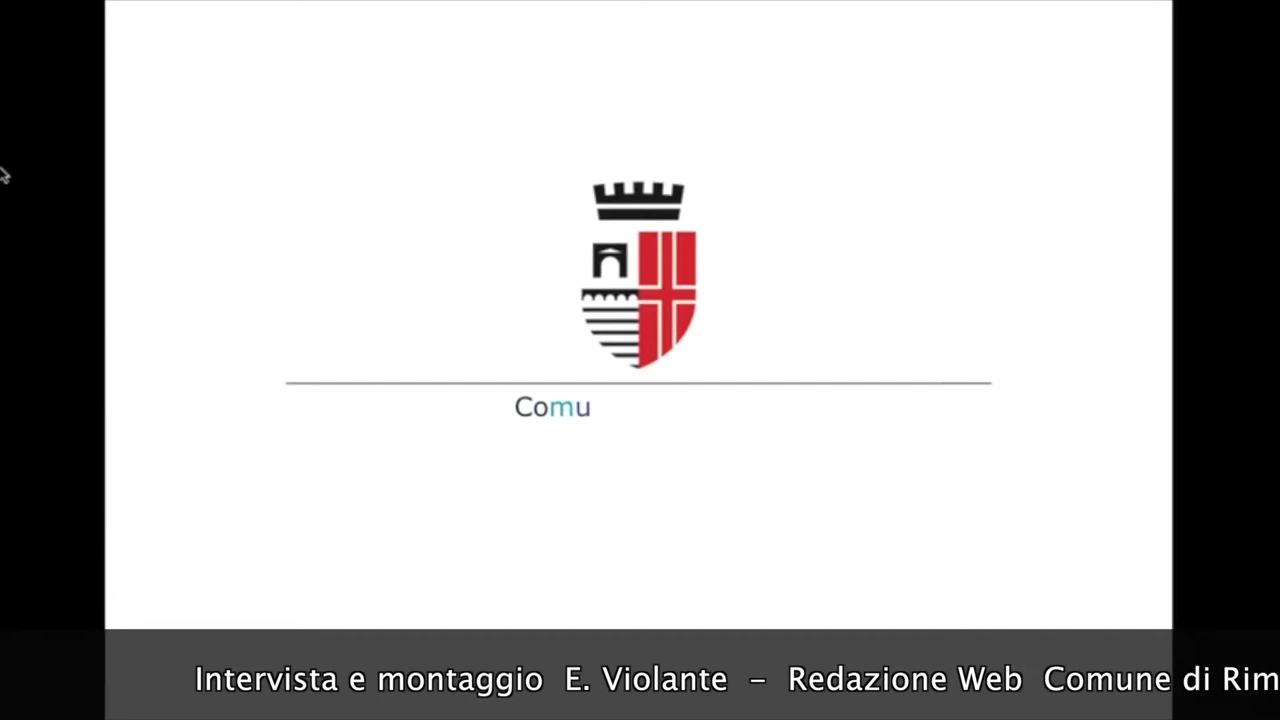 Comu
Intervista e montaggio E. Violante – Redazione Web Comune di Rim